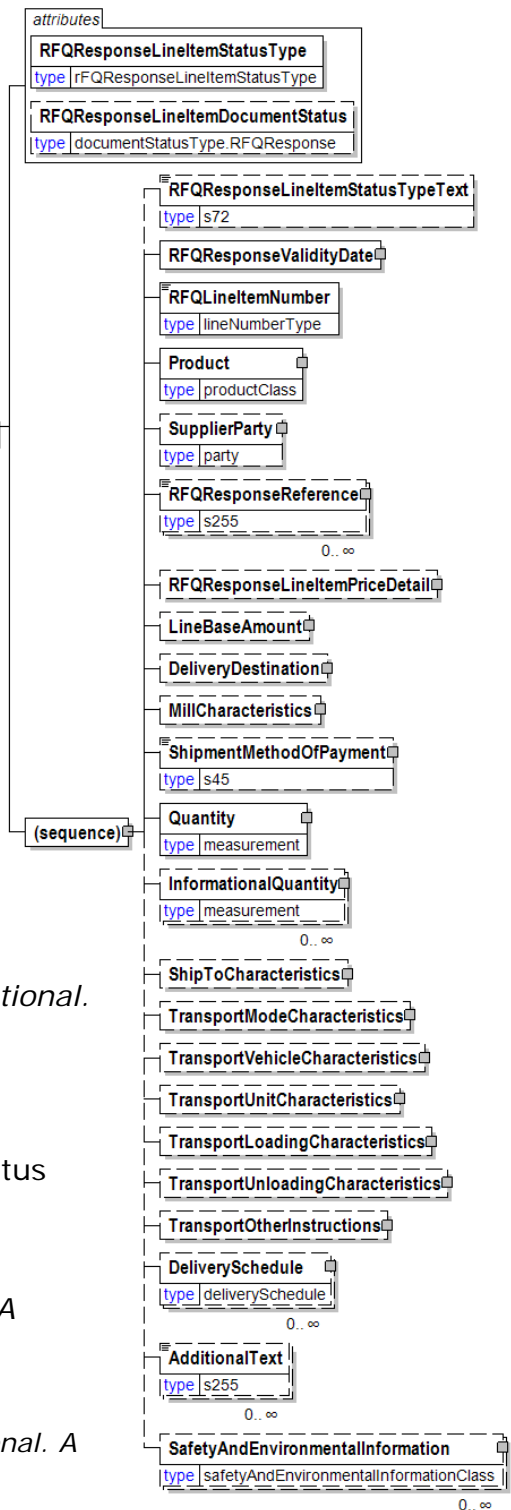 attributes
RFQResponseLineItemStatusType
type rFQResponseLineItemStatusType
RFQResponseLineItemDocumentStatus
type documentStatusType.RFQResponse
RFQResponseLineItemStatusTypeText
type s72
RFQResponseValidityDate
RFQLineItemNumber
type lineNumberType
Product
type productClass
SupplierParty
type party
RFQResponseReference
type s255
0.. ∞
RFQResponseLineItemPriceDetail
LineBaseAmount
DeliveryDestination
MillCharacteristics
ShipmentMethodOfPayment
type s45
(sequence)
Quantity
type measurement
InformationalQuantity
type measurement
0.. ∞
tional.
ShipToCharacteristics
TransportModeCharacteristics
TransportVehicleCharacteristics
TransportUnitCharacteristics
TransportLoadingCharacteristics
tus
TransportUnloadingCharacteristics
TransportOtherInstructions
DeliverySchedule
type deliverySchedule
A
0.. ∞
AdditionalText
type s255
0.. ∞
nal. A
SafetyAndEnvironmentalInformation
type safetyAndEnvironmentalInformationClass
0.. ∞